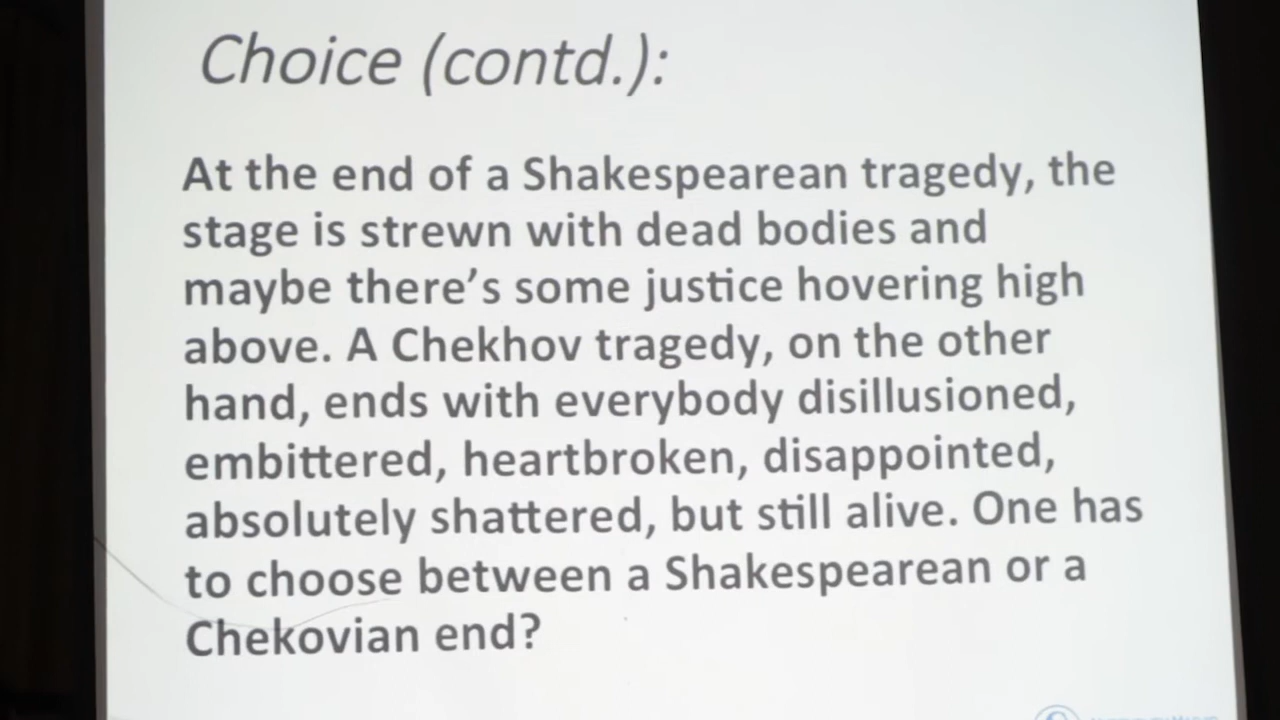 Choice (contd.):
At the end of a Shakespearean tragedy, the
stage is strewn with dead bodies and
maybe there’s some justice hovering high
above. A Chekhov tragedy, on the other
hand, ends with everybody disillusioned,
embittered, heartbroken, disappointed,
absolutely shattered, but still alive. One has
to choose between a Shakespearean or a
Chekovian end?